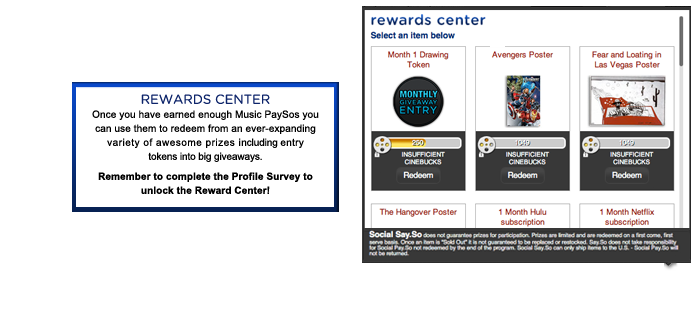 REWARDS CENTER
Once you have earned enough Music PaySos you
can use them to redeem from an ever-expanding
variety of awesome prizes including entry
tokens into big giveaways.
Remember to complete the Profile Survey to
unlock the Reward Center!
rewards center
Select an item below
Month 1 Drawing
Token
MONTHLY
GIVEAWAY
ENTRY
250
INSUFFICIENT
CINEBUCKS
Redeem
Avengers Poster
1049
INSUFFICIENT
CINEBUCKS
Redeem
Fear and Loating in
Las Vegas Poster
1049
INSUFFICIENT
CINEBUCKS
Redeem
The Hangover Poster
1 Month Hulu
subscription
1 Month Netflix
subscription
Social Say.So does not guarantee prizes for participation. Prizes are limited and are redeemed on a first come, first
serve basis. Once an item is "Sold Out" it is not guaranteed to be replaced or restocked. Say.So does not take responsibility
for Social Pay.So not redeemed by the end of the program. Social Say.So can only ship items to the U.S. - Social Pay.So will
not be returned.